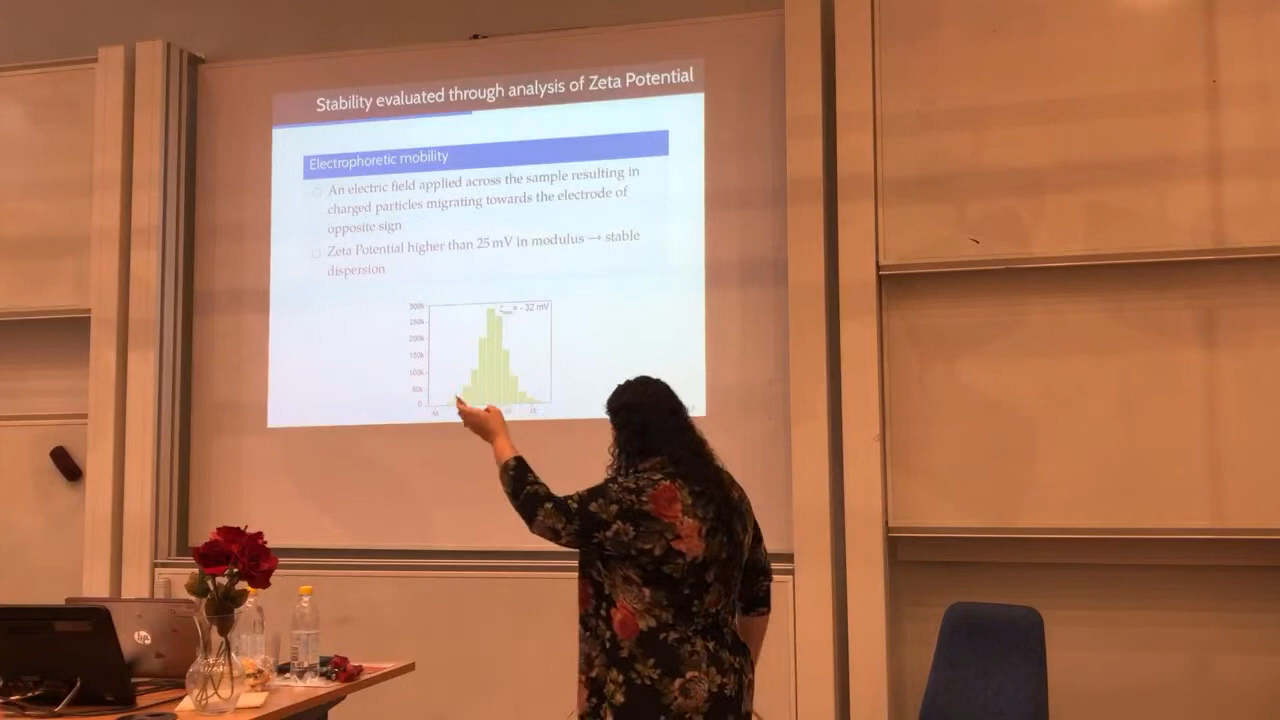 Stability evaluated through analysis of Zeta Potential
Electrophoretic mobility
An electric field applied across the sample resulting in
charged particles migrating towards the electrode of
opposite sign
Zeta Potential higher than 25 mV in modulus → stable
dispersion
300k
= - 32 mV
250k
200k
150k
100k
50k
0
hp